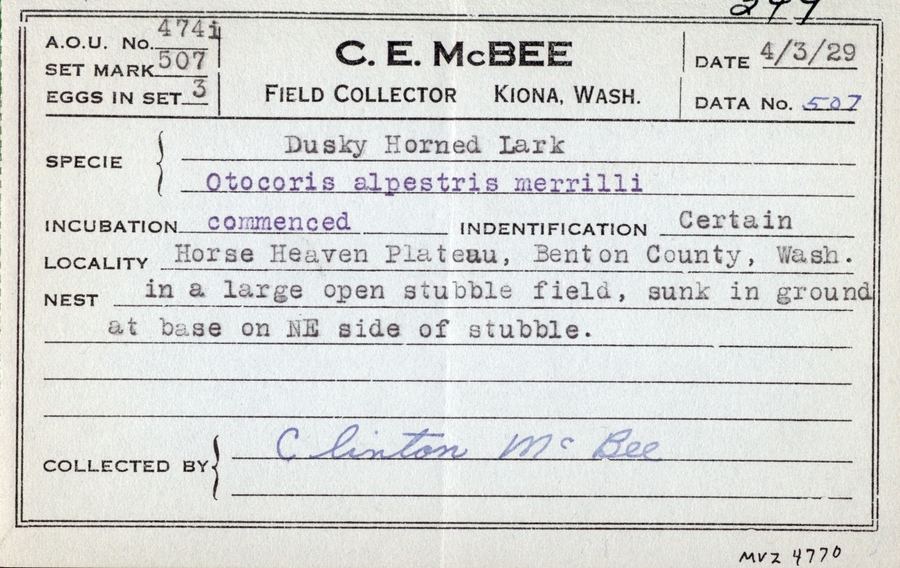 A.O.U. No. 474i
SET MARK 507
EGGS IN SET 3
C. E. McBEE
FIELD COLLECTOR KIONA, WASH.
DATE 4/3/29
DATA No. 507
SPECIE Dusky Horned Lark
Otocoris alpestris merrilli
INCUBATION commenced INDENTIFICATION Certain
LOCALITY Horse Heaven Plateau, Benton County, Wash.
NEST in a large open stubble field, sunk in ground
at base on NE side of stubble.
COLLECTED BY Clinton McBee
MVZ 4770